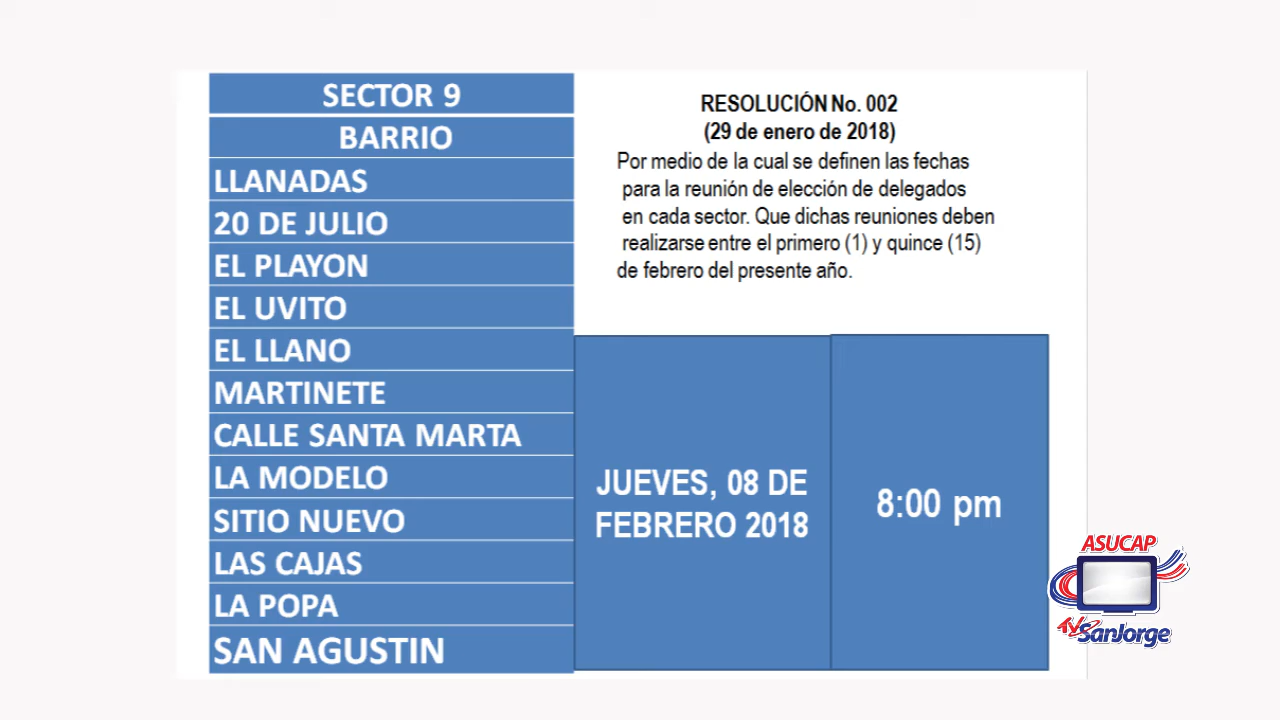 SECTOR 9
BARRIO
LLANADAS
20 DE JULIO
EL PLAYON
EL UVITO
EL LLANO
MARTINETE
CALLE SANTA MARTA
LA MODELO
SITIO NUEVO
LAS CAJAS
LA POPA
SAN AGUSTIN
RESOLUCIÓN No. 002
(29 de enero de 2018)
Por medio de la cual se definen las fechas
para la reunión de elección de delegados
en cada sector. Que dichas reuniones deben
realizarse entre el primero (1) y quince (15)
de febrero del presente año.
JUEVES, 08 DE
FEBRERO 2018
8:00 pm
ASUCAP
TV SanJorge